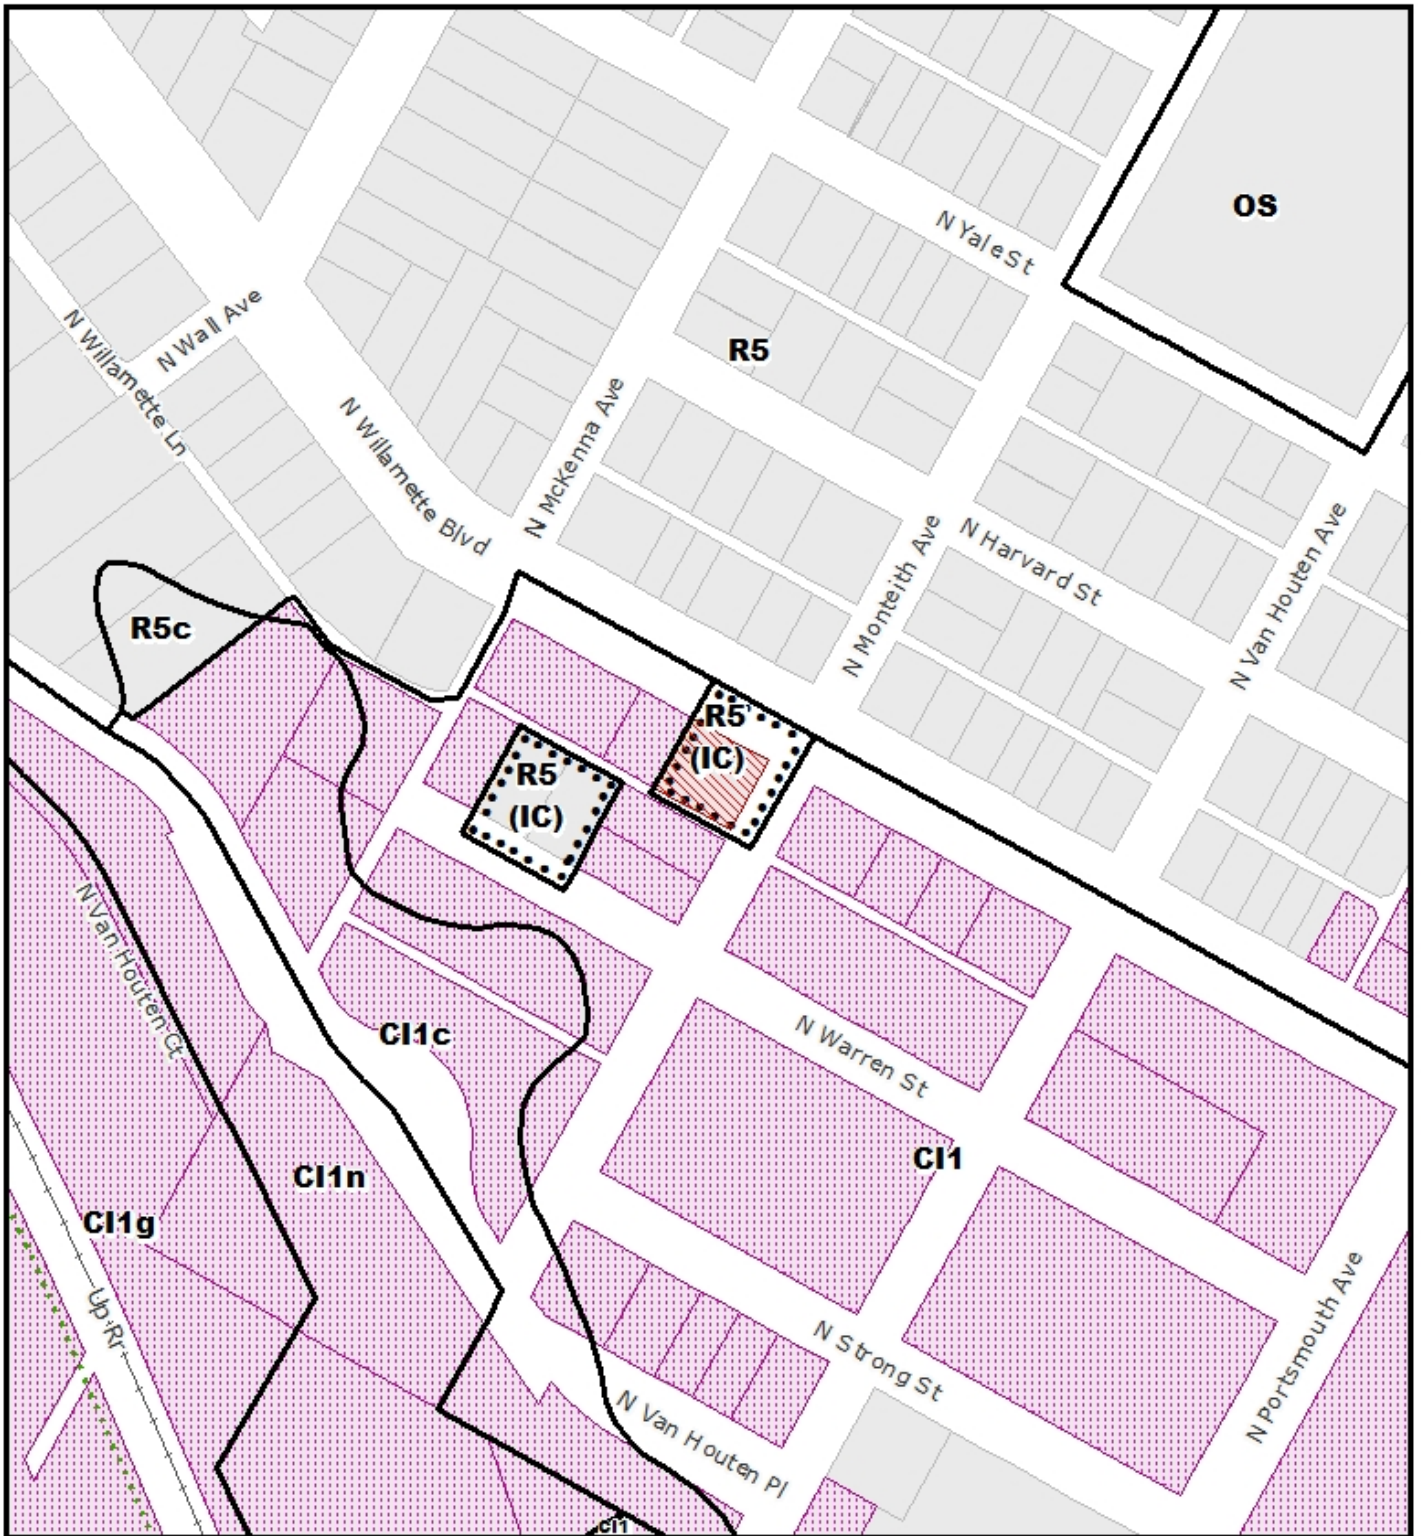 OS
N Yale St
N Wall Ave
N Willamette Ln
R5
N Willamette Blvd
N McKenna Ave
N Monteith Ave
N Harvard St
N Van Houten Ave
R5c
R5
(IC)
R5
(IC)
N Van Houten Ct
CI1c
N Warren St
CI1
CI1n
CI1g
Up Rr
N Strong St
N Portsmouth Ave
N Van Houten Pl
CI1